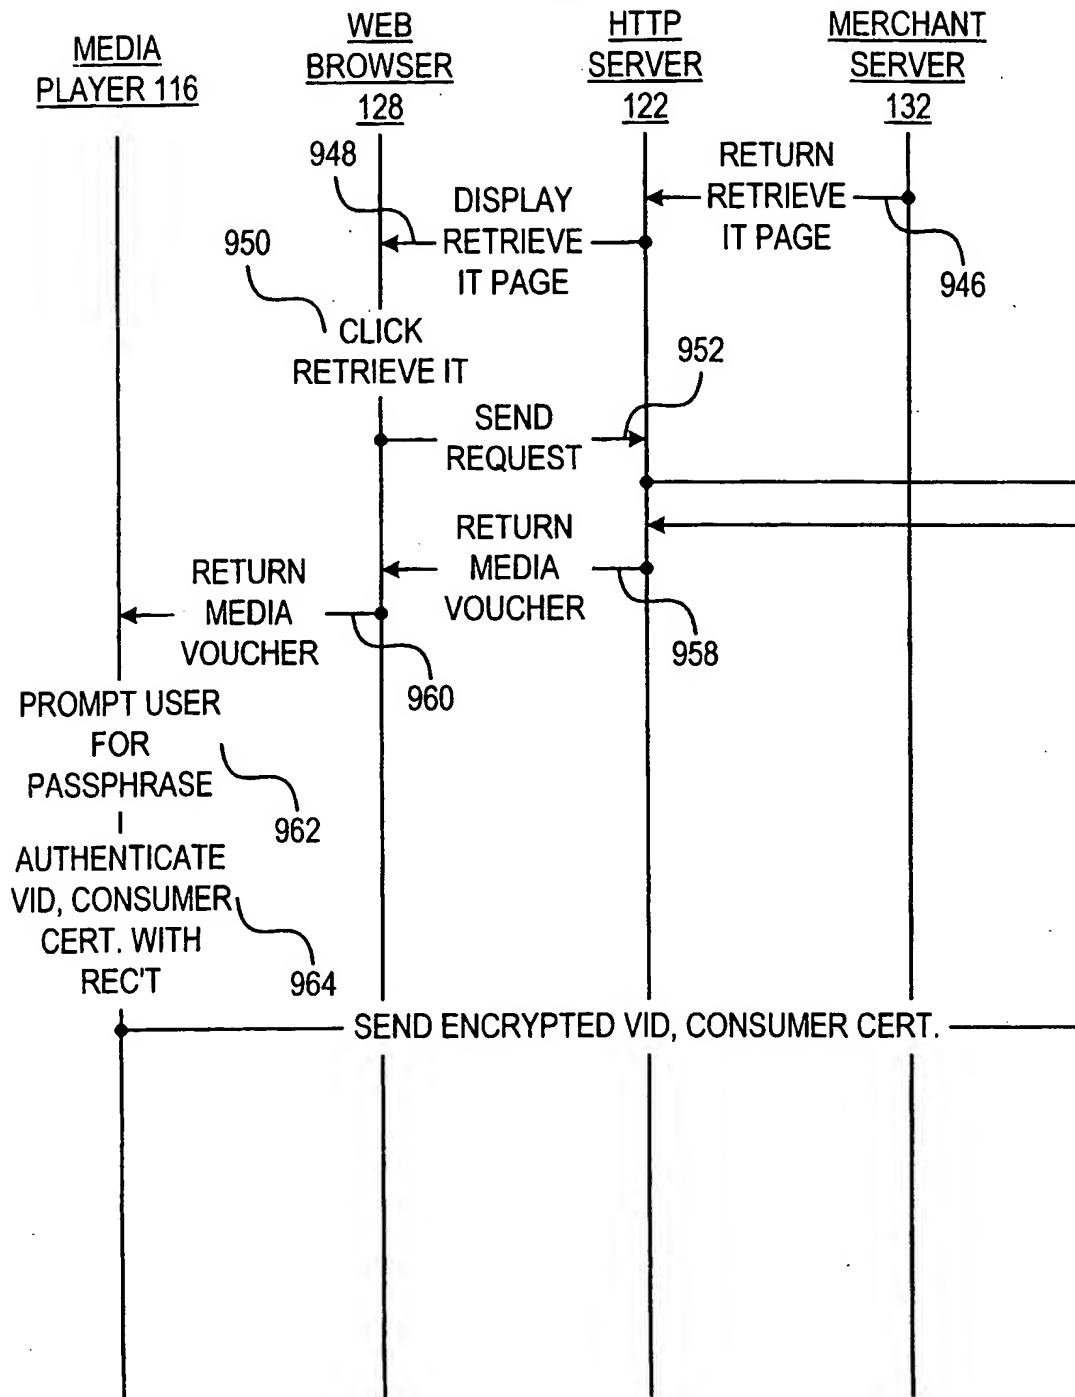 MEDIA
PLAYER 116
WEB
BROWSER
128
HTTP
SERVER
122
MERCHANT
SERVER
132
RETURN
RETRIEVE
IT PAGE
946
948
DISPLAY
RETRIEVE
IT PAGE
950
CLICK
RETRIEVE IT
952
SEND
REQUEST
RETURN
MEDIA
VOUCHER
958
RETURN
MEDIA
VOUCHER
960
PROMPT USER
FOR
PASSPHRASE
962
AUTHENTICATE
VID, CONSUMER
CERT. WITH
REC'T
964
SEND ENCRYPTED VID, CONSUMER CERT.